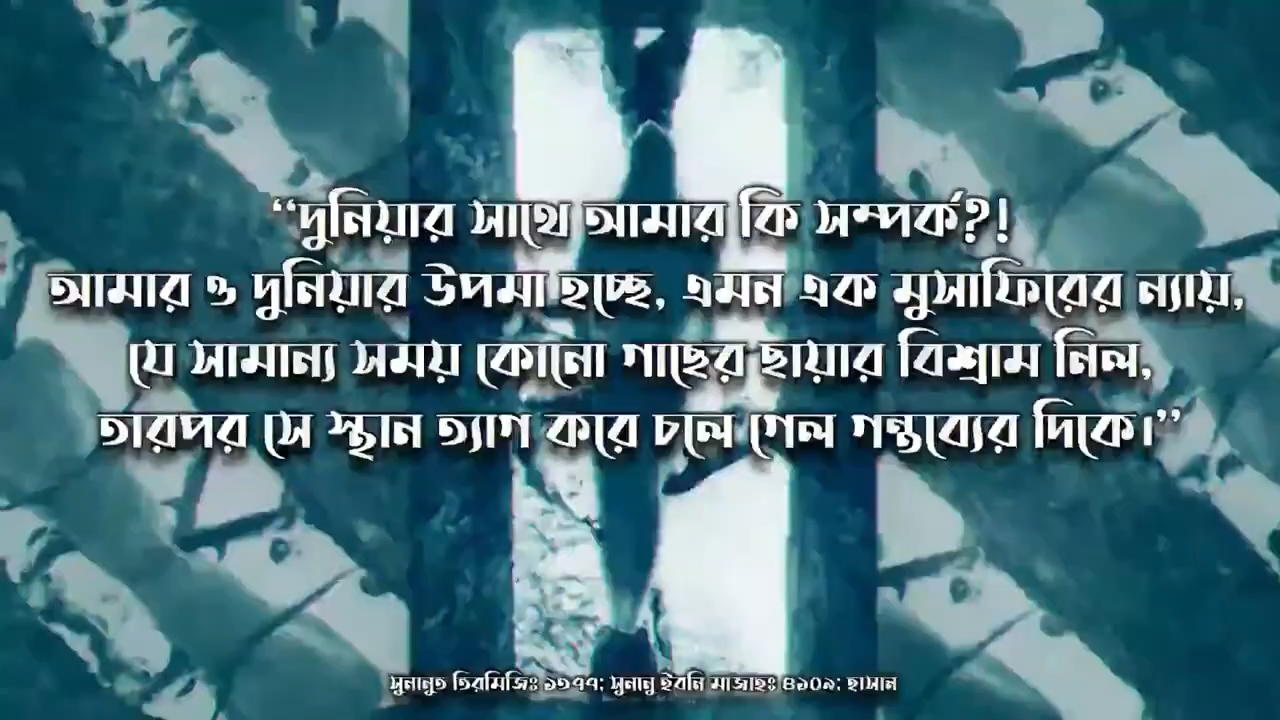 “দুনিয়ার সাথে আমার কি সম্পর্ক?!
আমার ও দুনিয়ার উপমা হচ্ছে, এমন এক মুসাফিরের ন্যায়,
যে সামান্য সময় কোনো গাছের ছায়ায় বিশ্রাম নিল,
তারপর সে স্থান ত্যাগ করে চলে গেল গন্তব্যের দিকে।”
সুনানুত তিরমিজিঃ ২৩৭৭; সুনানু ইবনি মাজাহঃ ৪১০৯; হাসান